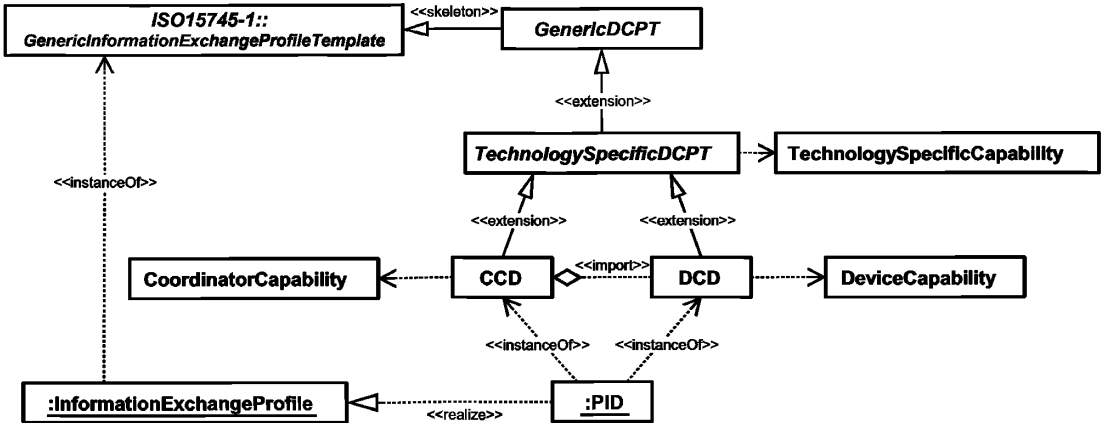 ISO15745-1::
GenericInformationExchangeProfileTemplate
<<skeleton>>
GenericDCPT
<<extension>>
TechnologySpecificDCPT
TechnologySpecificCapability
<<instanceOf>>
<<extension>>
<<extension>>
CoordinatorCapability
CCD
<<import>>
DCD
DeviceCapability
<<instanceOf>>
<<instanceOf>>
:InformationExchangeProfile
<<realize>>
:PID